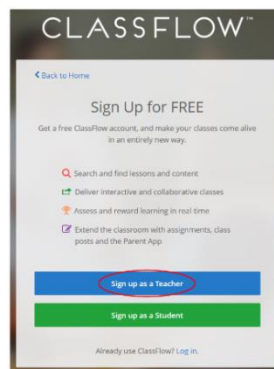 CLASSFLOW™
Back to Home
Sign Up for FREE
Get a free ClassFlow account, and make your classes come alive
in an entirely new way.
Search and find lessons and content
Deliver interactive and collaborative classes
Assess and reward learning in real time
Extend the classroom with assignments, class
posts and the Parent App
Sign up as a Teacher
Sign up as a Student
Already use ClassFlow? Log in.